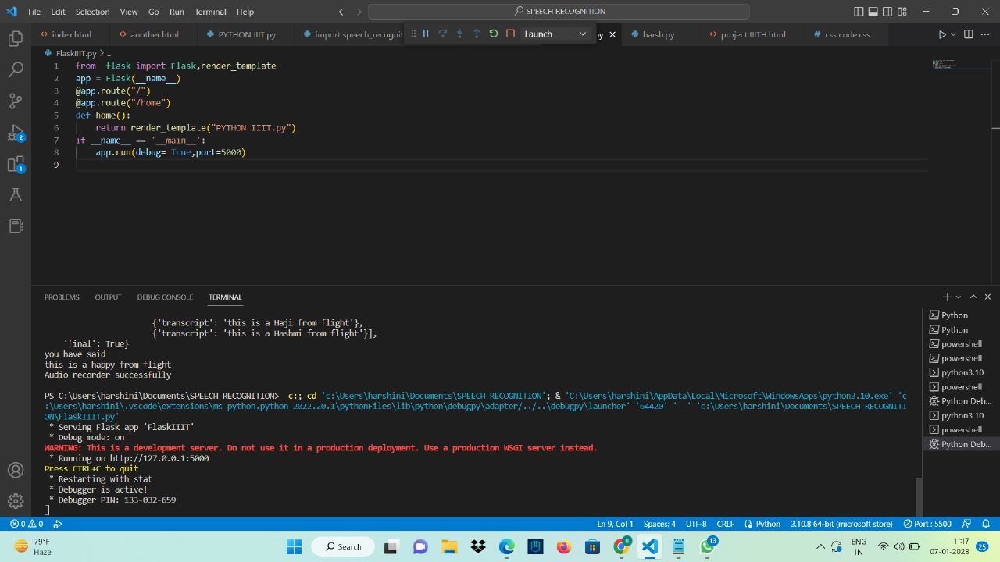 File Edit Selection View Go Run Terminal Help
SPEECH RECOGNITION
index.html another.html PYTHON IIIT.py import speech_recognit Launch py harsh.py project IIITH.html css code.css
FlaskIIIT.py > ...
1 from  flask import Flask,render_template
2 app = Flask(__name__)
3 @app.route("/")
4 @app.route("/home")
5 def home():
6     return render_template("PYTHON IIIT.py")
7 if __name__ == '__main__':
8     app.run(debug= True,port=5000)
9
PROBLEMS OUTPUT DEBUG CONSOLE TERMINAL
{'transcript': 'this is a Haji from flight'},
{'transcript': 'this is a Hashmi from flight'}],
'final': True}
you have said
this is a happy from flight
Audio recorder successfully
PS C:\Users\harshini\Documents\SPEECH RECOGNITION>  c:; cd 'c:\Users\harshini\Documents\SPEECH RECOGNITION'; & 'C:\Users\harshini\AppData\Local\Microsoft\WindowsApps\python3.10.exe' 'c
:\Users\harshini\.vscode\extensions\ms-python.python-2022.20.1\pythonFiles\lib\python\debugpy\adapter/../..\debugpy\launcher' '64420' '--' 'c:\Users\harshini\Documents\SPEECH RECOGNITI
ON\FlaskIIIT.py'
* Serving Flask app 'FlaskIIIT'
* Debug mode: on
WARNING: This is a development server. Do not use it in a production deployment. Use a production WSGI server instead.
* Running on http://127.0.0.1:5000
Press CTRL+C to quit
* Restarting with stat
* Debugger is active!
* Debugger PIN: 133-032-659
Python
Python
powershell
powershell
python3.10
powershell
Python Deb...
python3.10
powershell
Python Deb...
2
1
0 0 Ln 9, Col 1 Spaces: 4 UTF-8 CRLF Python 3.10.8 64-bit (microsoft store) Port : 5500
79°F
Haze
Search
8
13
ENG
IN
11:17
07-01-2023
25